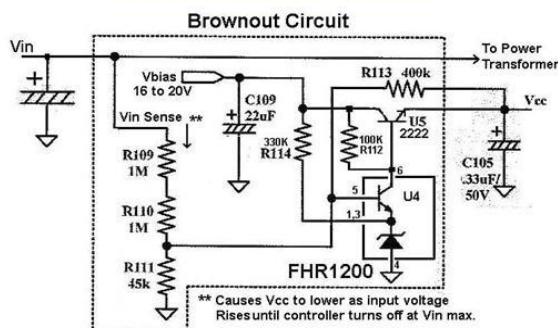 Brownout Circuit
Vin
To Power
Transformer
Vbias
16 to 20V
R113 400k
Vcc
C109
22uF
U5
2222
Vin Sense **
330K
R114
100K
R112
C105
.33uF/
50V
R109
1M
6
5
U4
R110
1M
1,3
4
R111
45k
FHR1200
** Causes Vcc to lower as input voltage
Rises until controller turns off at Vin max.